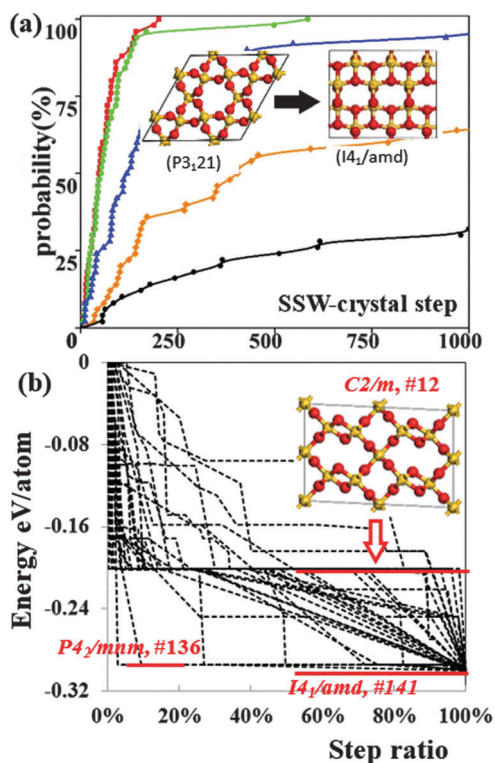 (a)
100
75
50
25
0
probability(%)
(P3₁21)
(I4₁/amd)
SSW-crystal step
250
500
750
1000
(b)
0
-0.08
-0.16
-0.24
-0.32
Energy eV/atom
C2/m, #12
P4₂/mnm, #136
I4₁/amd, #141
0%
20%
40%
60%
80%
100%
Step ratio